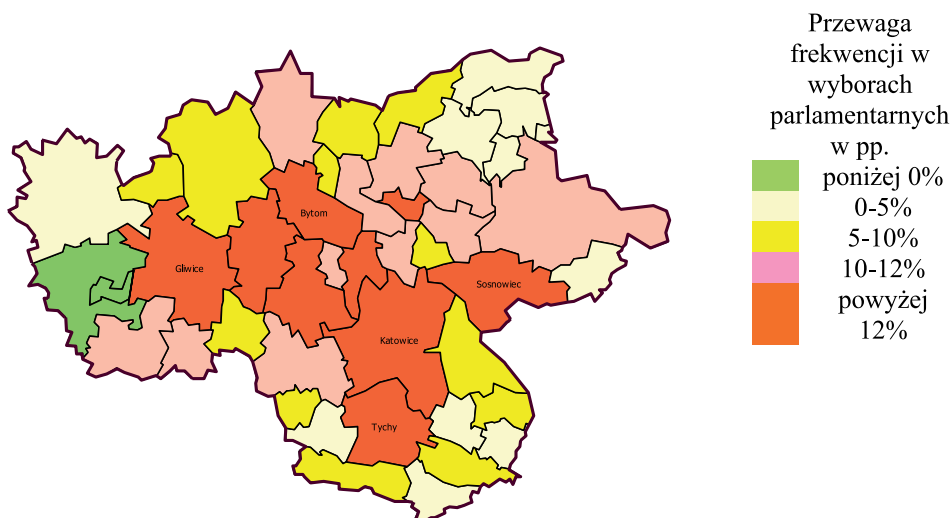 Przewaga
frekwencji w
wyborach
parlamentarnych
w pp.
poniżej 0%
0-5%
5-10%
10-12%
powyżej
12%
Bytom
Gliwice
Sosnowiec
Katowice
Tychy